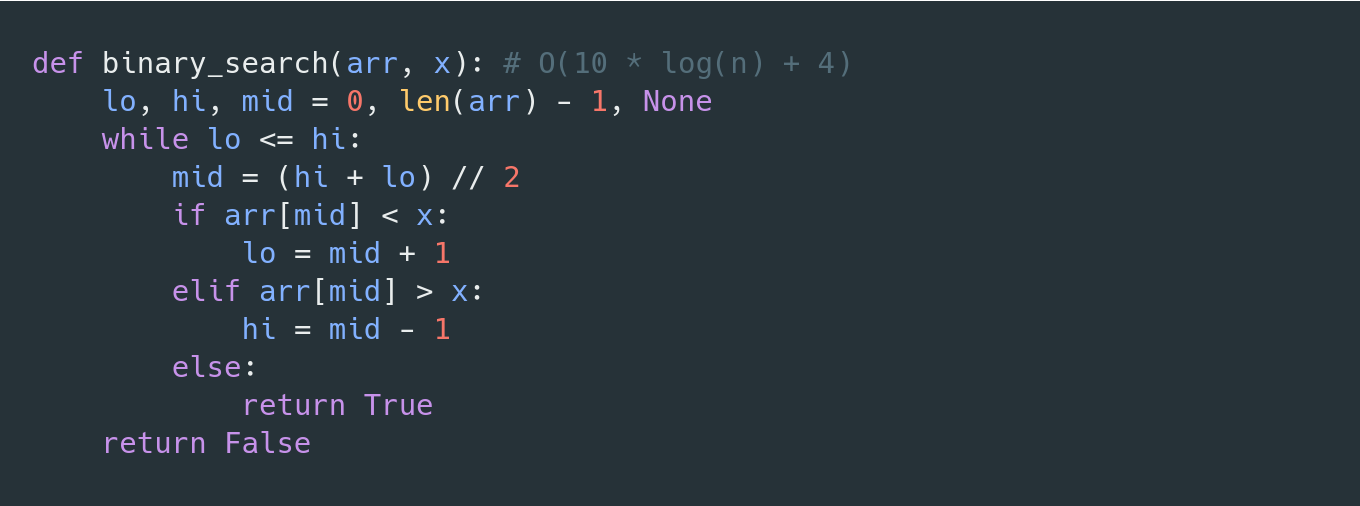 def binary_search(arr, x): # O(10 * log(n) + 4)
    lo, hi, mid = 0, len(arr) - 1, None
    while lo <= hi:
        mid = (hi + lo) // 2
        if arr[mid] < x:
            lo = mid + 1
        elif arr[mid] > x:
            hi = mid - 1
        else:
            return True
    return False